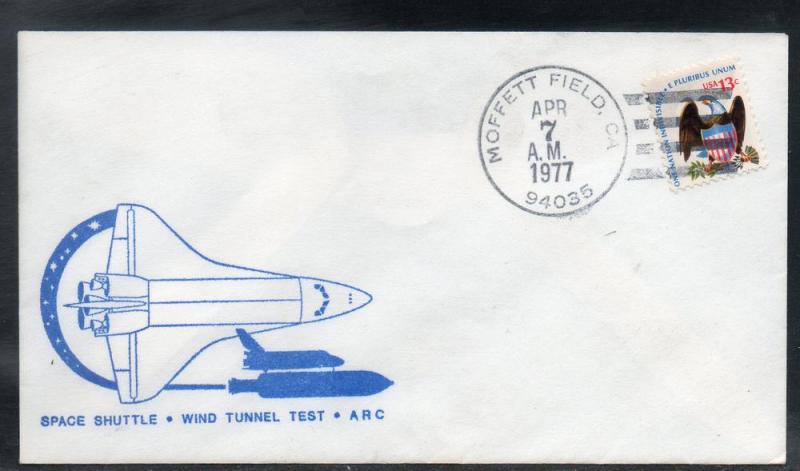 MOFFETT FIELD, CA
APR
7
A.M.
1977
94035
ONE NATION INDIVISIBLE • E PLURIBUS UNUM
USA 13c
SPACE SHUTTLE • WIND TUNNEL TEST • ARC